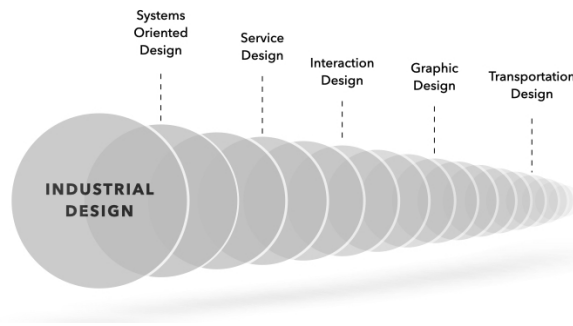 Systems
Oriented
Design
Service
Design
Interaction
Design
Graphic
Design
Transportation
Design
INDUSTRIAL
DESIGN